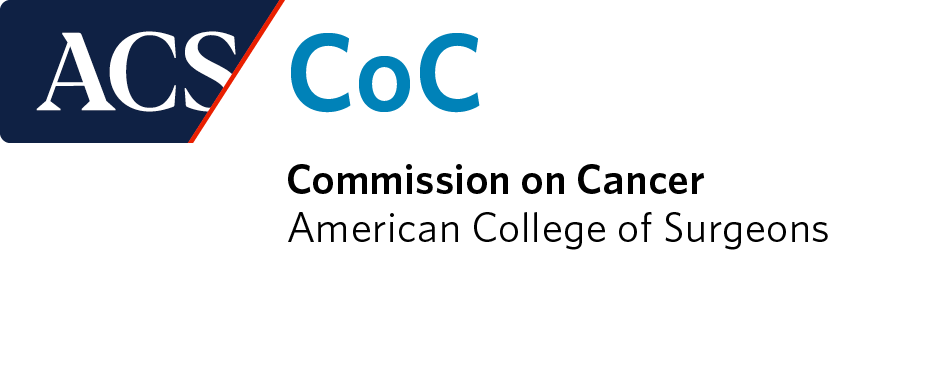 ACS
CoC
Commission on Cancer
American College of Surgeons